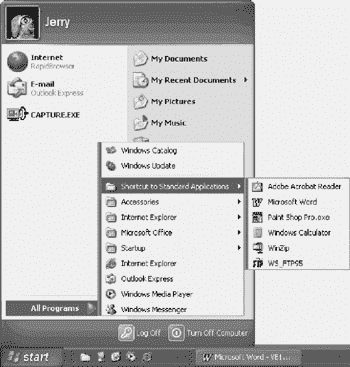 Jerry
Internet
RapidBrowser
E-mail
Outlook Express
CAPTURE.EXE
My Documents
My Recent Documents
My Pictures
My Music
Windows Catalog
Windows Update
Shortcut to Standard Applications
Accessories
Internet Explorer
Microsoft Office
Startup
Internet Explorer
Outlook Express
Windows Media Player
Windows Messenger
Adobe Acrobat Reader
Microsoft Word
Paint Shop Pro.exe
Windows Calculator
WinZip
WS_FTP95
All Programs
Log Off
Turn Off Computer
start
Microsoft Word - VB1...